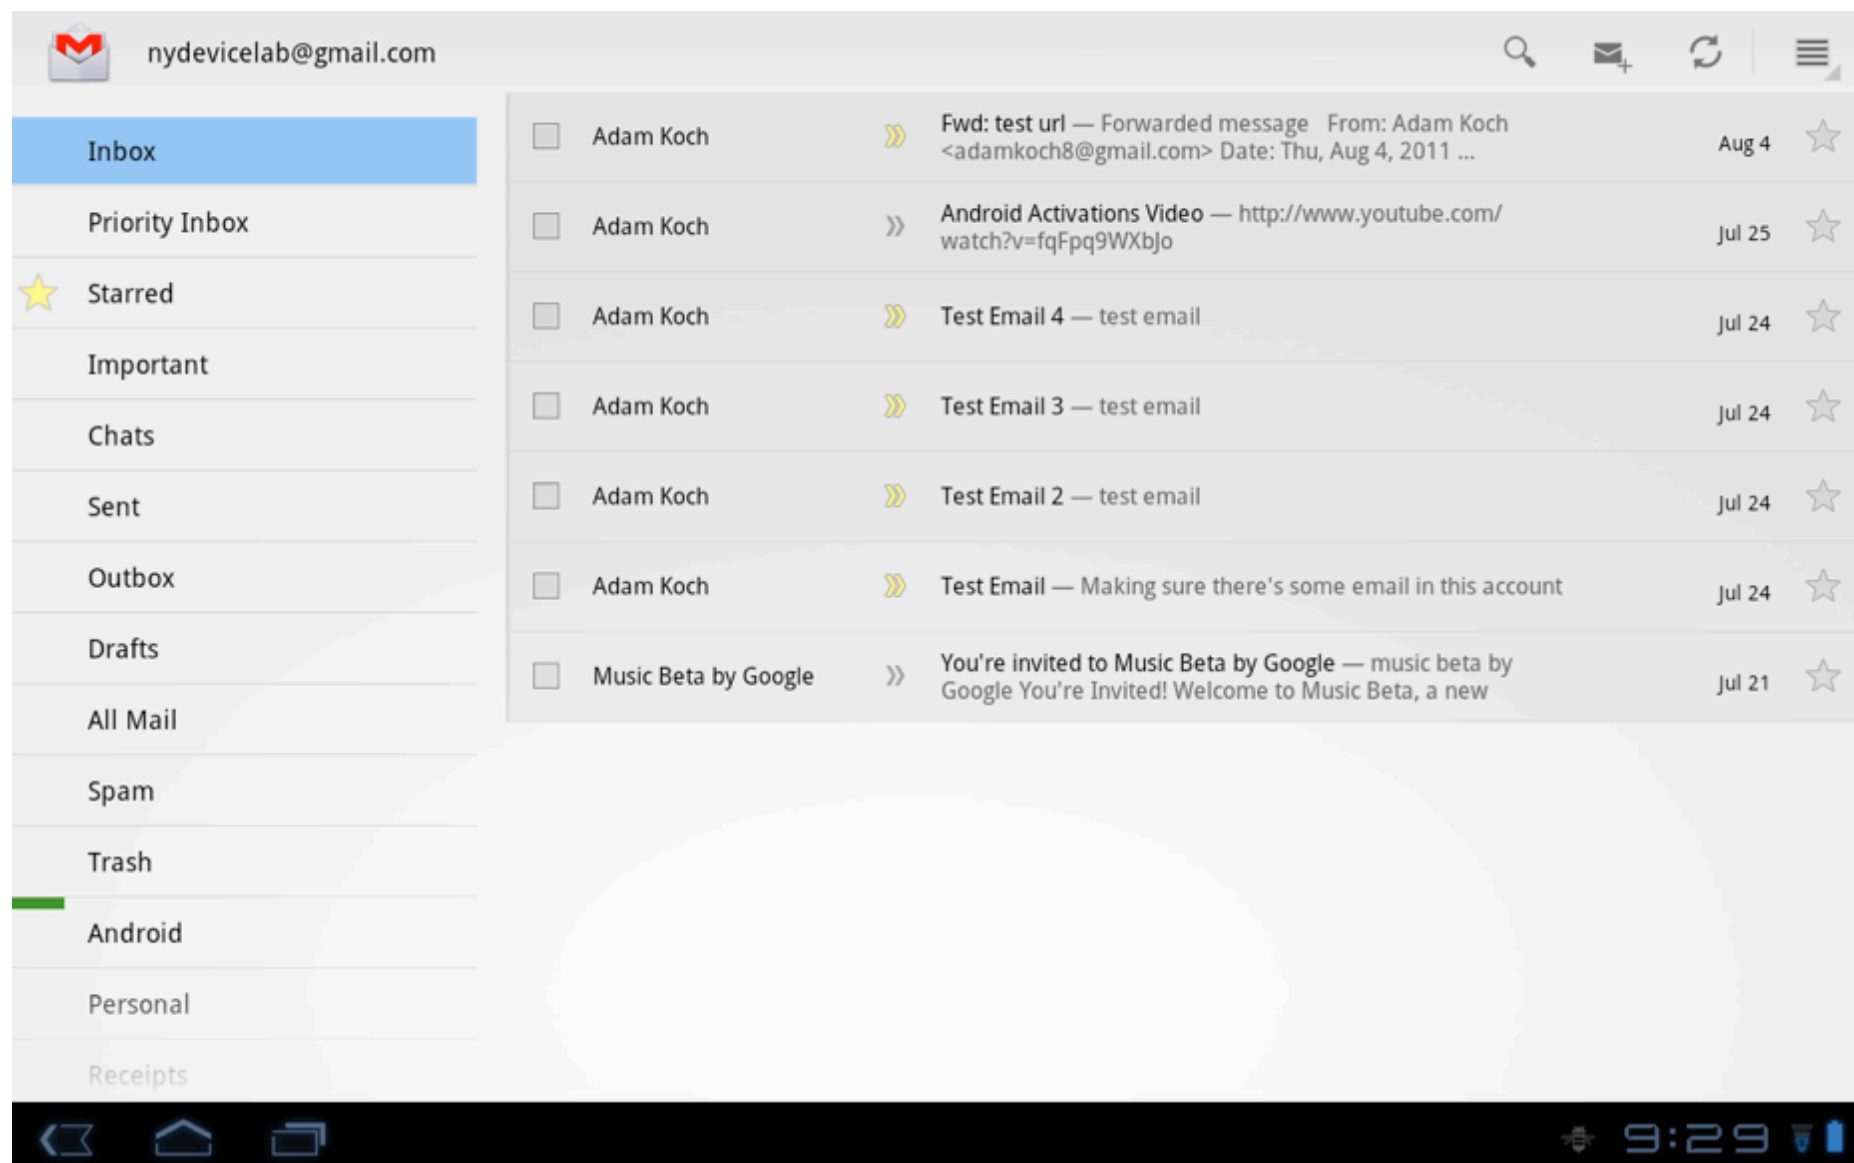 nydevicelab@gmail.com
Inbox
Priority Inbox
Starred
Important
Chats
Sent
Outbox
Drafts
All Mail
Spam
Trash
Android
Personal
Receipts
Adam Koch
Fwd: test url — Forwarded message From: Adam Koch
<adamkoch8@gmail.com> Date: Thu, Aug 4, 2011 ...
Aug 4
Adam Koch
Android Activations Video — http://www.youtube.com/
watch?v=fqFpq9WXbJo
Jul 25
Adam Koch
Test Email 4 — test email
Jul 24
Adam Koch
Test Email 3 — test email
Jul 24
Adam Koch
Test Email 2 — test email
Jul 24
Adam Koch
Test Email — Making sure there's some email in this account
Jul 24
Music Beta by Google
You're invited to Music Beta by Google — music beta by
Google You're Invited! Welcome to Music Beta, a new
Jul 21
9:29